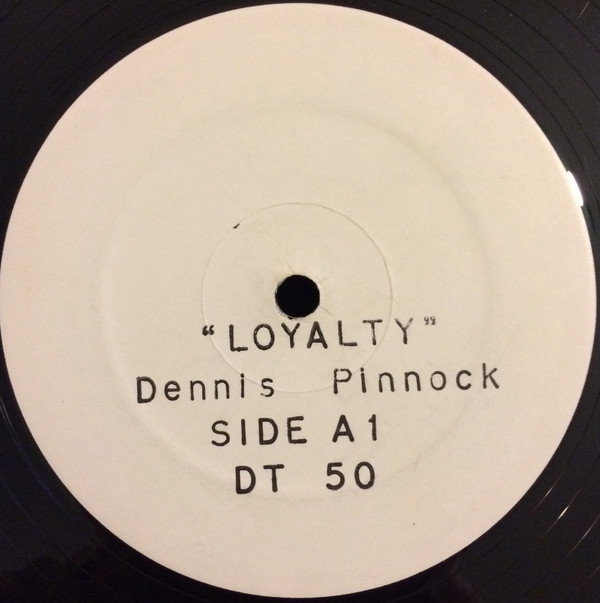 “LOYALTY”
Dennis Pinnock
SIDE A1
DT 50